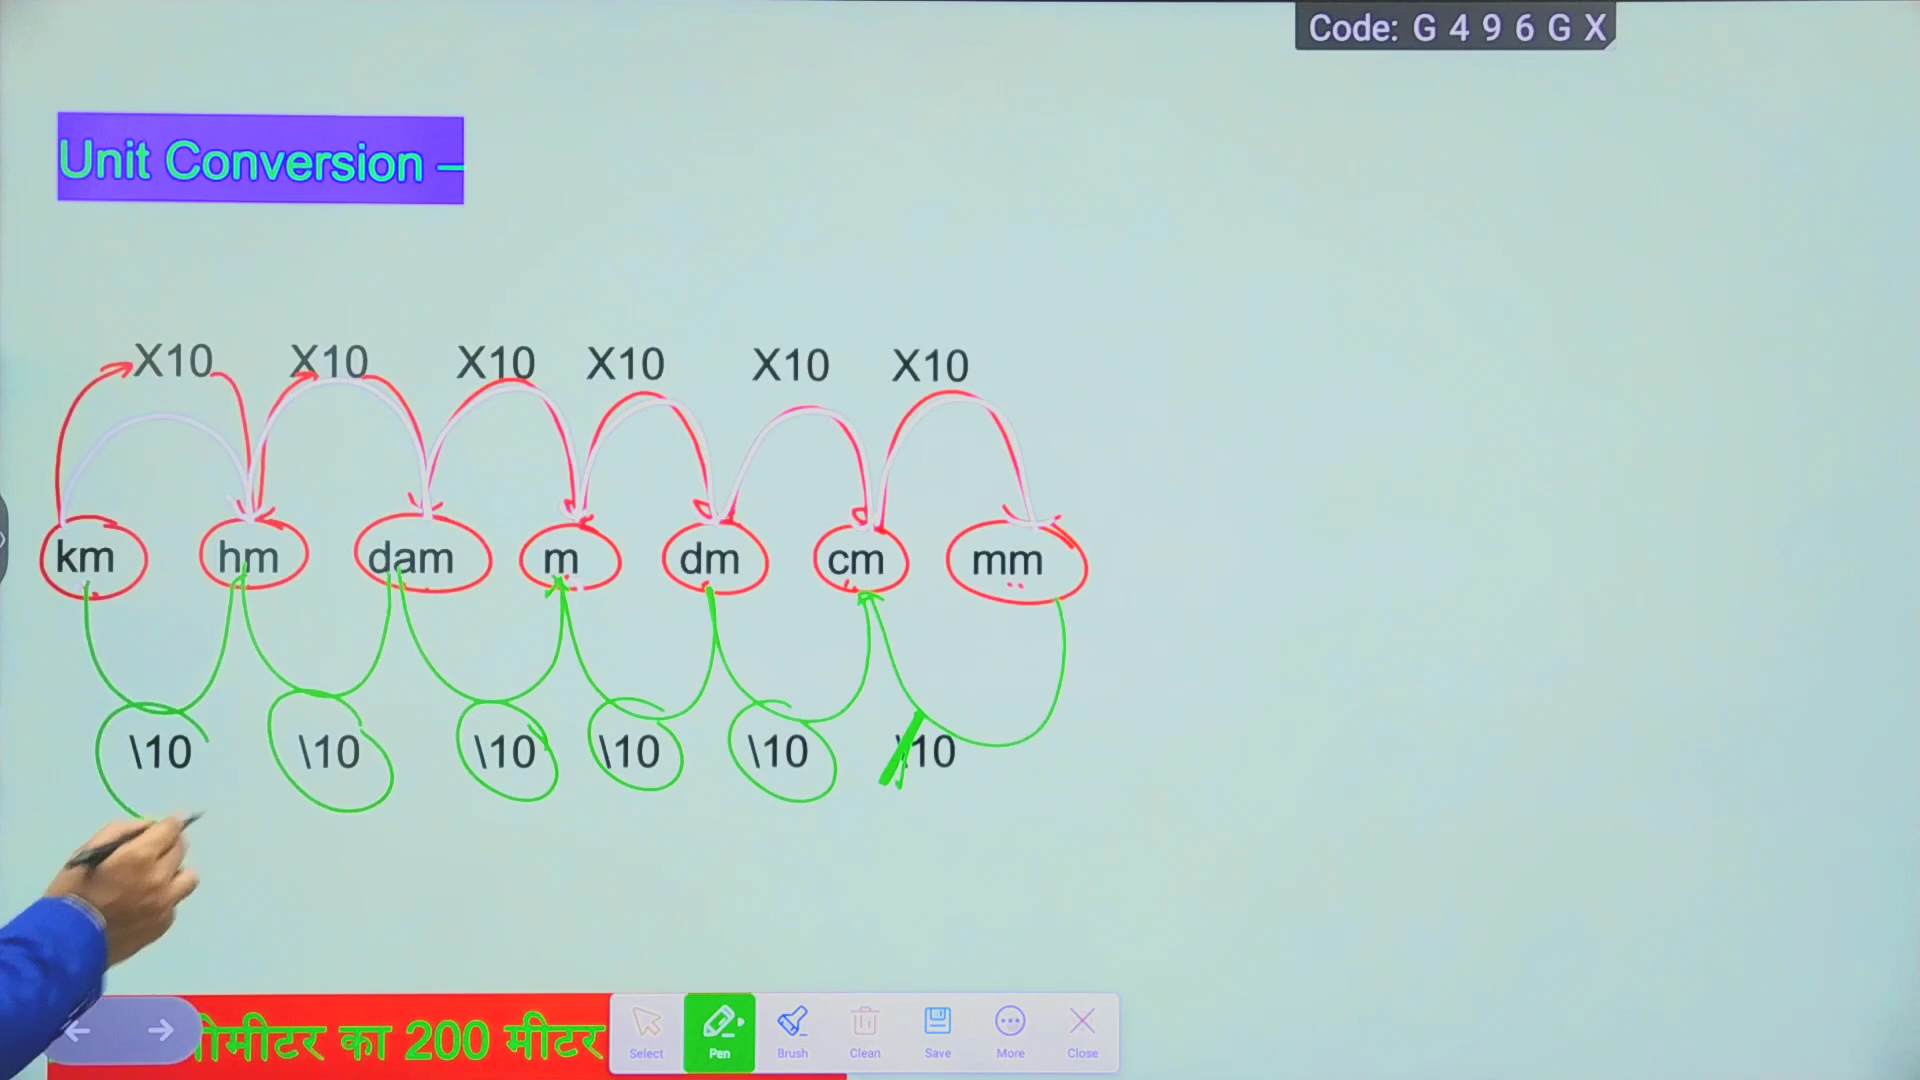 Code: G 4 9 6 G X
Unit Conversion –
X10 X10 X10 X10 X10 X10
km hm dam m dm cm mm
\10 \10 \10 \10 \10 \10
का 200 मीटर
Select Pen Brush Clean Save More Close